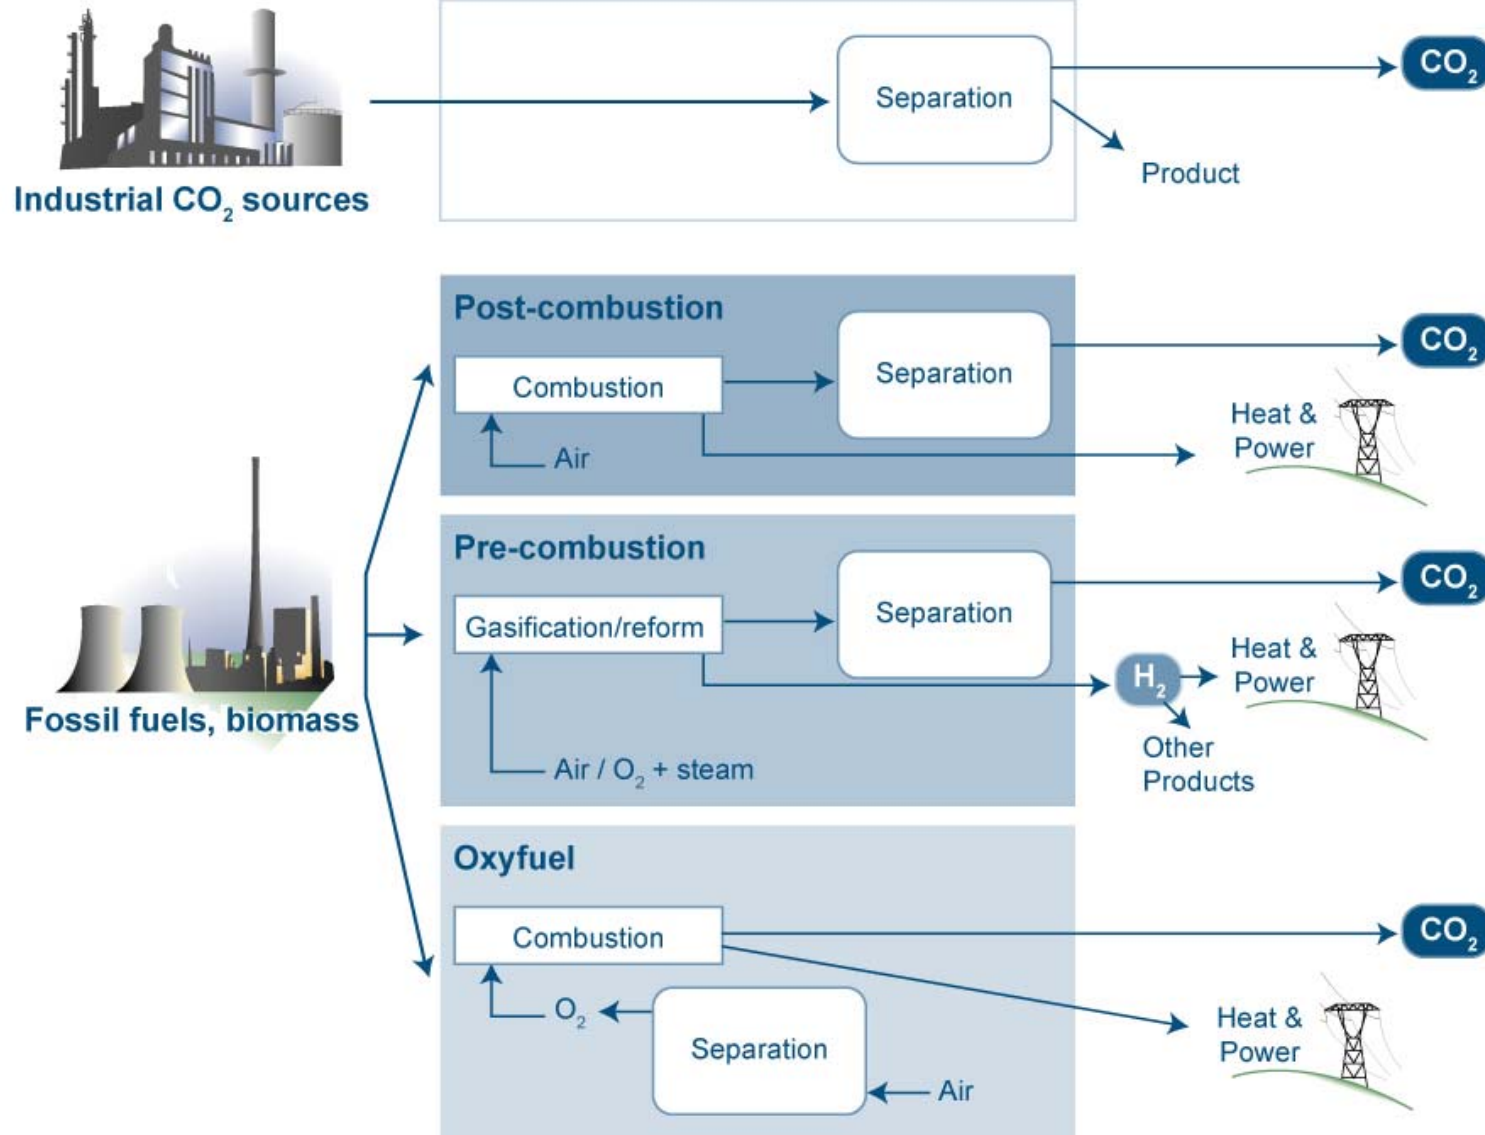 Separation
CO₂
Product
Industrial CO₂ sources
Post-combustion
Combustion
Air
Separation
CO₂
Heat &
Power
Pre-combustion
Gasification/reform
Air / O₂ + steam
Separation
CO₂
H₂
Heat &
Power
Other
Products
Fossil fuels, biomass
Oxyfuel
Combustion
O₂
Separation
Air
CO₂
Heat &
Power